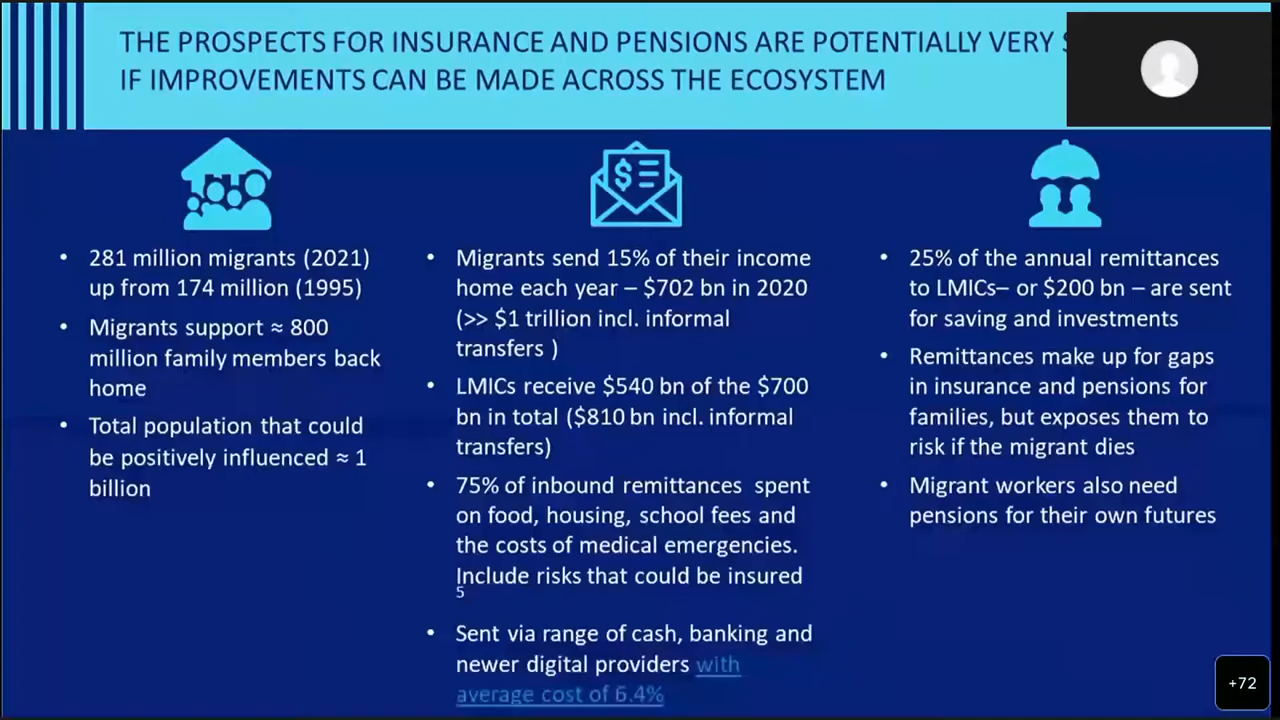 THE PROSPECTS FOR INSURANCE AND PENSIONS ARE POTENTIALLY VERY
IF IMPROVEMENTS CAN BE MADE ACROSS THE ECOSYSTEM
• 281 million migrants (2021)
up from 174 million (1995)
• Migrants support ≈ 800
million family members back
home
• Total population that could
be positively influenced ≈ 1
billion
$
• Migrants send 15% of their income
home each year – $702 bn in 2020
(>> $1 trillion incl. informal
transfers )
• LMICs receive $540 bn of the $700
bn in total ($810 bn incl. informal
transfers)
• 75% of inbound remittances spent
on food, housing, school fees and
the costs of medical emergencies.
Include risks that could be insured
5
• Sent via range of cash, banking and
newer digital providers with
average cost of 6.4%
• 25% of the annual remittances
to LMICs– or $200 bn – are sent
for saving and investments
• Remittances make up for gaps
in insurance and pensions for
families, but exposes them to
risk if the migrant dies
• Migrant workers also need
pensions for their own futures
+72